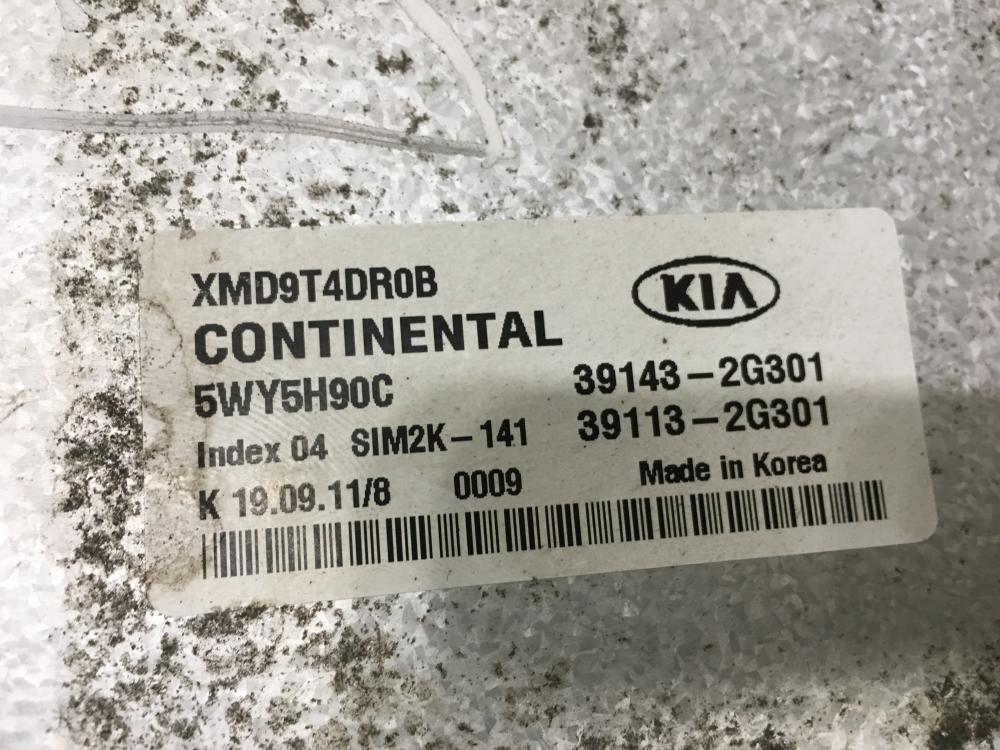 XMD9T4DR0B
KIA
CONTINENTAL
5WY5H90C
39143-2G301
39113-2G301
Index 04 SIM2K-141
Made in Korea
K 19.09.11/8 0009